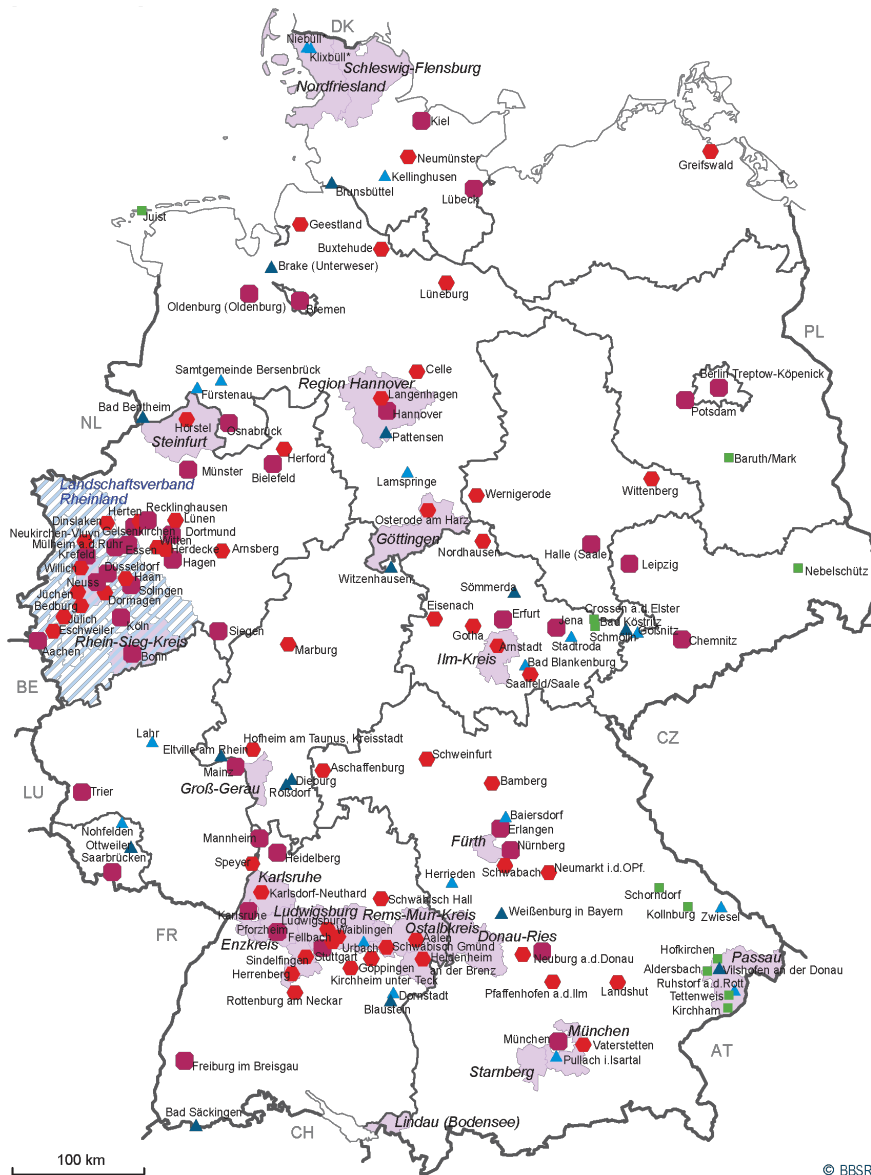 DK
Niebüll
Klixbüll*
Schleswig-Flensburg
Nordfriesland
Kiel
Neumünster
Greifswald
Kellinghusen
Brunsbüttel
Lübeck
Juist
Geestland
Buxtehude
Brake (Unterweser)
Lüneburg
Oldenburg (Oldenburg)
Bremen
PL
Samtgemeinde Bersenbrück
Celle
Region Hannover
Berlin Treptow-Köpenick
Fürstenau
Langenhagen
Bad Bentheim
Hannover
Potsdam
NL
Hörstel
Osnabrück
Pattensen
Steinfurt
Herford
Baruth/Mark
Münster
Bielefeld
Lamspringe
Wittenberg
Landschaftsverband
Rheinland
Wernigerode
Recklinghausen
Herten
Osterode am Harz
Dinslaken
Lünen
Neukirchen-Vluyn
Gelsenkirchen
Dortmund
Göttingen
Mülheim a.d.Ruhr
Witten
Nordhausen
Krefeld
Essen
Herdecke
Arnsberg
Halle (Saale)
Hagen
Leipzig
Willich
Düsseldorf
Witzenhausen
Nebelschütz
Neuss
Haan
Solingen
Sömmerda
Jüchen
Dormagen
Bedburg
Crossen a.d.Elster
Eisenach
Erfurt
Jülich
Köln
Jena
Bad Köstritz
Eschweiler
Siegen
Gotha
Schmölln
Gößnitz
Rhein-Sieg-Kreis
Marburg
Arnstadt
Stadtroda
Chemnitz
Aachen
Bonn
Ilm-Kreis
Bad Blankenburg
Saalfeld/Saale
BE
Lahr
Hofheim am Taunus, Kreisstadt
CZ
Eltville am Rhein
Schweinfurt
Mainz
Aschaffenburg
Dieburg
Bamberg
LU
Trier
Groß-Gerau
Roßdorf
Baiersdorf
Nohfelden
Erlangen
Mannheim
Fürth
Ottweiler
Nürnberg
Saarbrücken
Heidelberg
Speyer
Schwabach
Neumarkt i.d.OPf.
Karlsruhe
Herrieden
Karlsdorf-Neuthard
Schwäbisch Hall
Schorndorf
Kollnburg
Zwiesel
Karlsruhe
Ludwigsburg
Rems-Murr-Kreis
Weißenburg in Bayern
Ludwigsburg
Pforzheim
Waiblingen
Ostalbkreis
FR
Enzkreis
Fellbach
Aalen
Donau-Ries
Urbach
Schwäbisch Gmünd
Hofkirchen
Passau
Sindelfingen
Stuttgart
Heidenheim
an der Brenz
Neuburg a.d.Donau
Aldersbach
Vilshofen an der Donau
Herrenberg
Göppingen
Kirchheim unter Teck
Ruhstorf a.d.Rott
Rottenburg am Neckar
Dornstadt
Pfaffenhofen a.d.Ilm
Landshut
Tettenweis
Blaustein
Kirchham
München
München
Vaterstetten
AT
Freiburg im Breisgau
Starnberg
Pullach i.Isartal
Bad Säckingen
CH
Lindau (Bodensee)
100 km
© BBSR